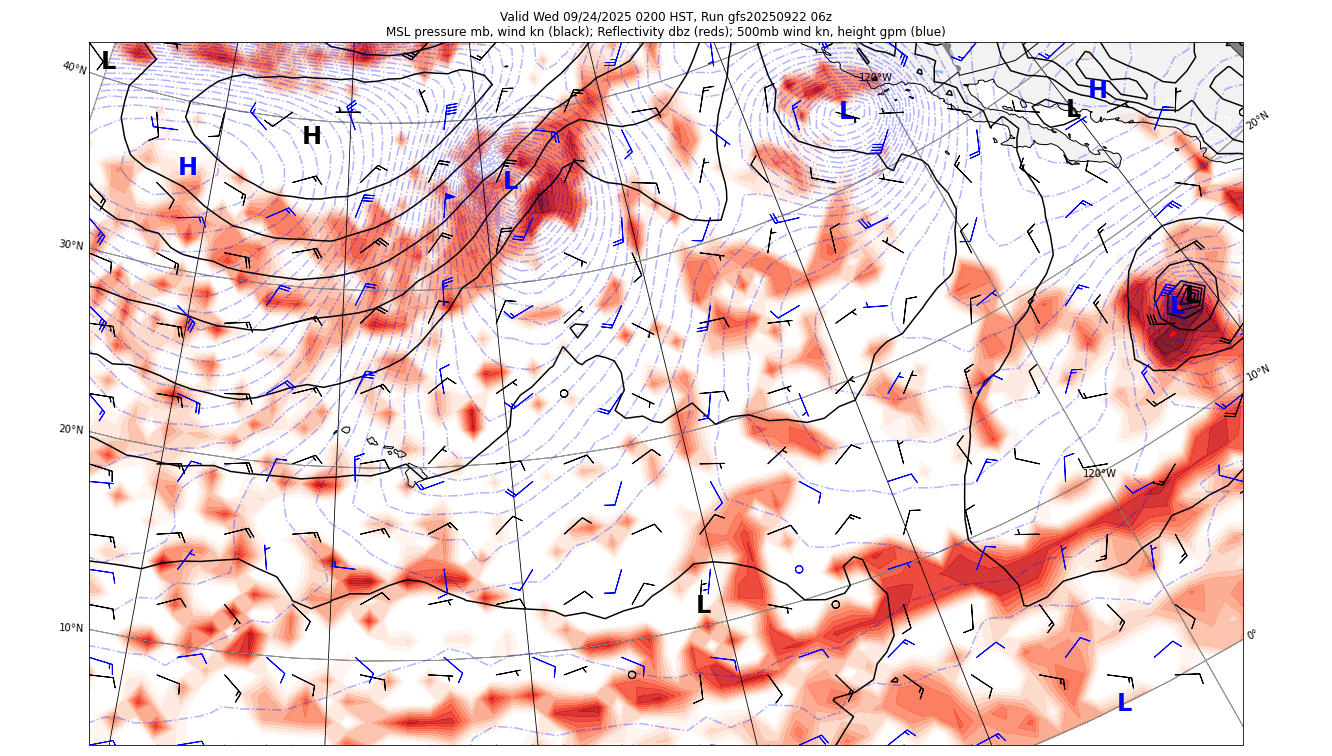 Valid Wed 09/24/2025 0200 HST, Run gfs20250922 06z
MSL pressure mb, wind kn (black); Reflectivity dbz (reds); 500mb wind kn, height gpm (blue)
L
40°N
120°W
H
L
L
20°N
H
H
L
30°N
L
L
10°N
20°N
120°W
L
10°N
0°
L